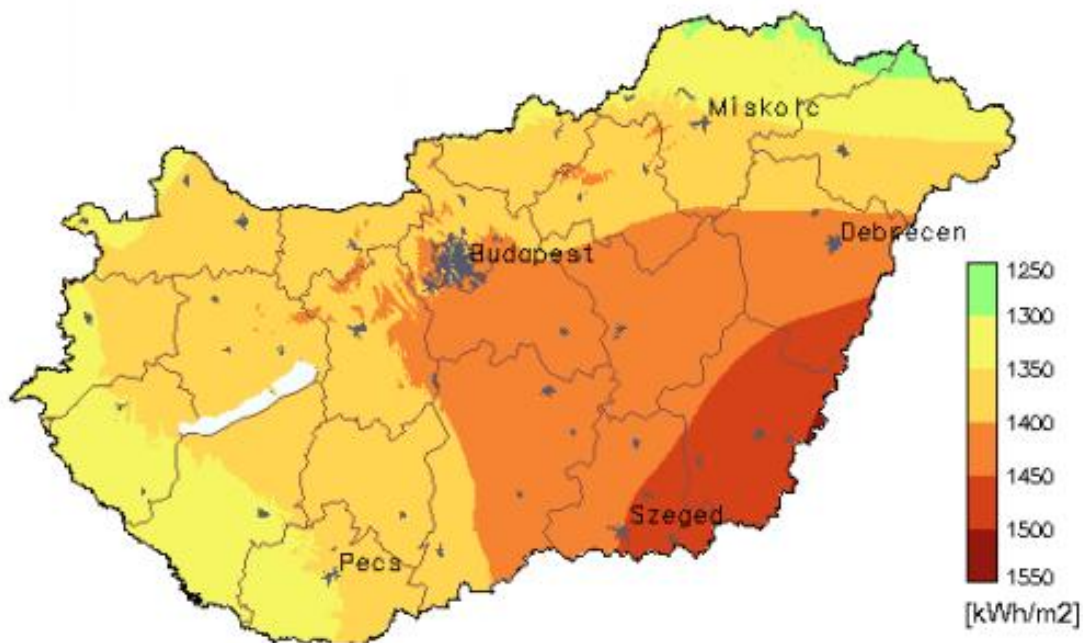 Miskolc
Debrecen
Budapest
1250
1300
1350
1400
1450
Szeged
1500
Pecs
1550
[kWh/m2]